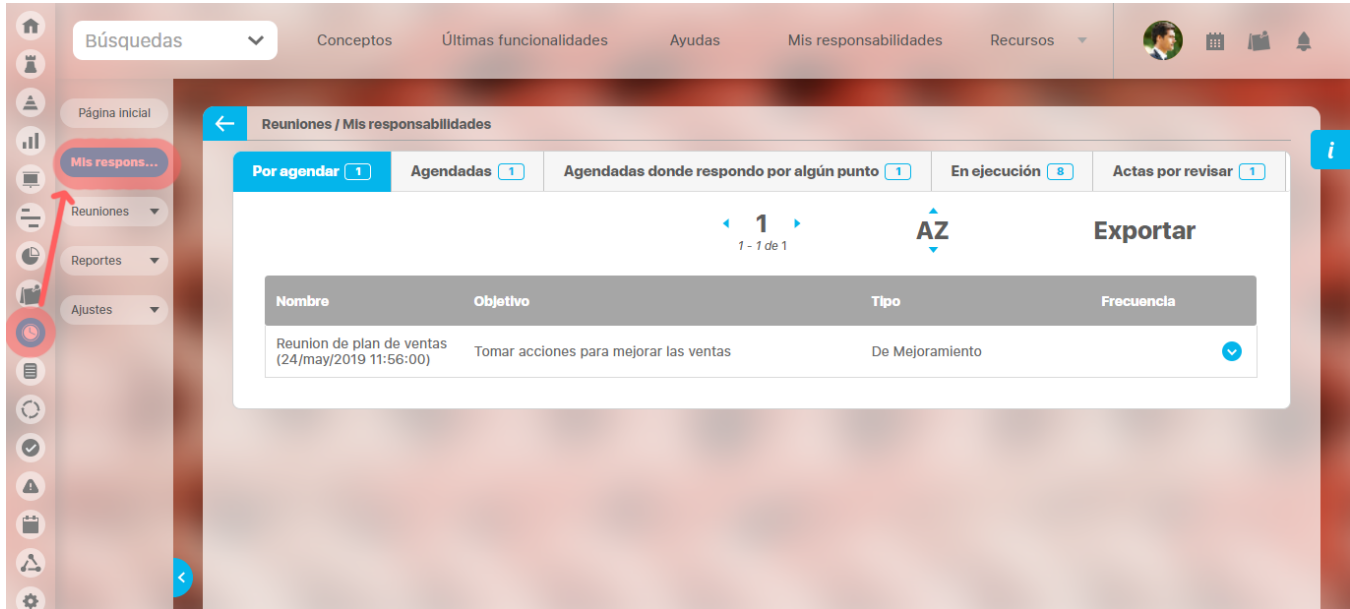 Búsquedas
Conceptos
Últimas funcionalidades
Ayudas
Mis responsabilidades
Recursos
Página inicial
Mis respons...
Reuniones
Reportes
Ajustes
Reuniones / Mis responsabilidades
i
Por agendar 1
Agendadas 1
Agendadas donde respondo por algún punto 1
En ejecución 8
Actas por revisar 1
1
1 - 1 de 1
AZ
Exportar
Nombre
Objetivo
Tipo
Frecuencia
Reunion de plan de ventas
(24/may/2019 11:56:00)
Tomar acciones para mejorar las ventas
De Mejoramiento